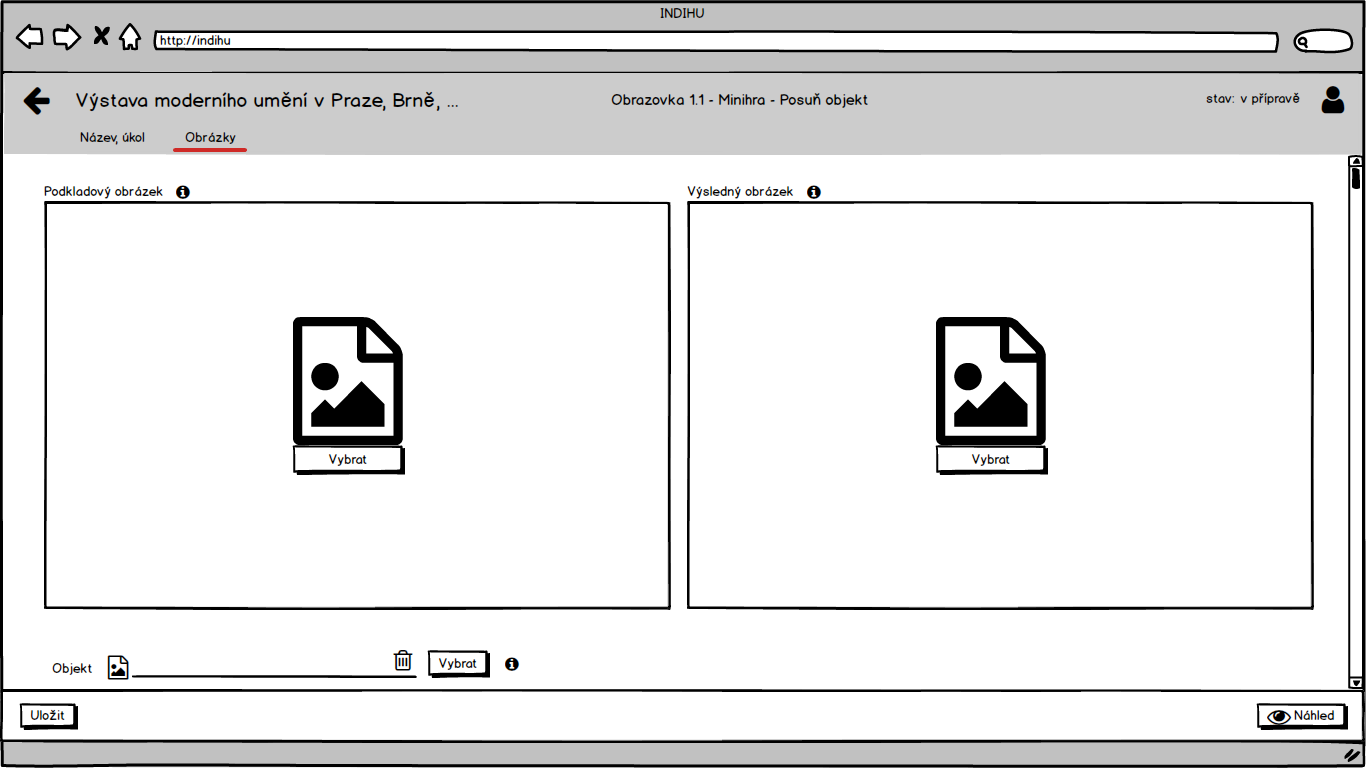 INDIHU
http://indihu
Výstava moderního umění v Praze, Brně, ...
Obrazovka 1.1 - Minihra - Posuň objekt
stav: v přípravě
Název, úkol
Obrázky
Podkladový obrázek
Výsledný obrázek
Vybrat
Vybrat
Objekt
Vybrat
Uložit
Náhled